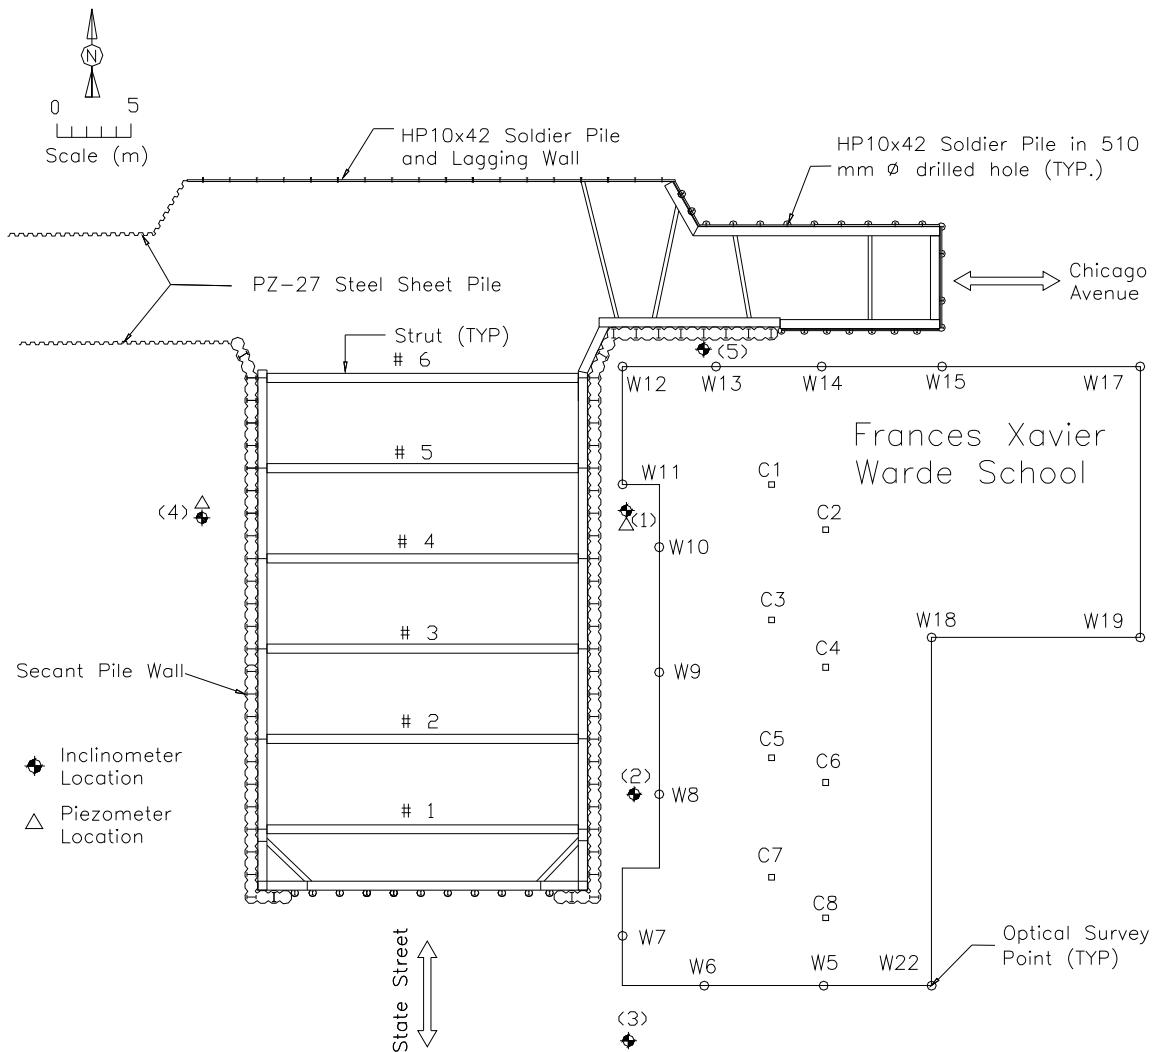 N
0 5
Scale (m)
HP10x42 Soldier Pile
and Lagging Wall
HP10x42 Soldier Pile in 510
mm Ø drilled hole (TYP.)
PZ-27 Steel Sheet Pile
Chicago
Avenue
Strut (TYP)
# 6
(5)
W12 W13 W14 W15 W17
Frances Xavier
Warde School
# 5
W11
C1
(4)
(1)
C2
# 4
W10
C3
# 3
W18 W19
C4
Secant Pile Wall
W9
# 2
C5
C6
Inclinometer
Location
(2)
W8
Piezometer
Location
# 1
C7
C8
W7
State Street
Optical Survey
Point (TYP)
W6 W5 W22
(3)